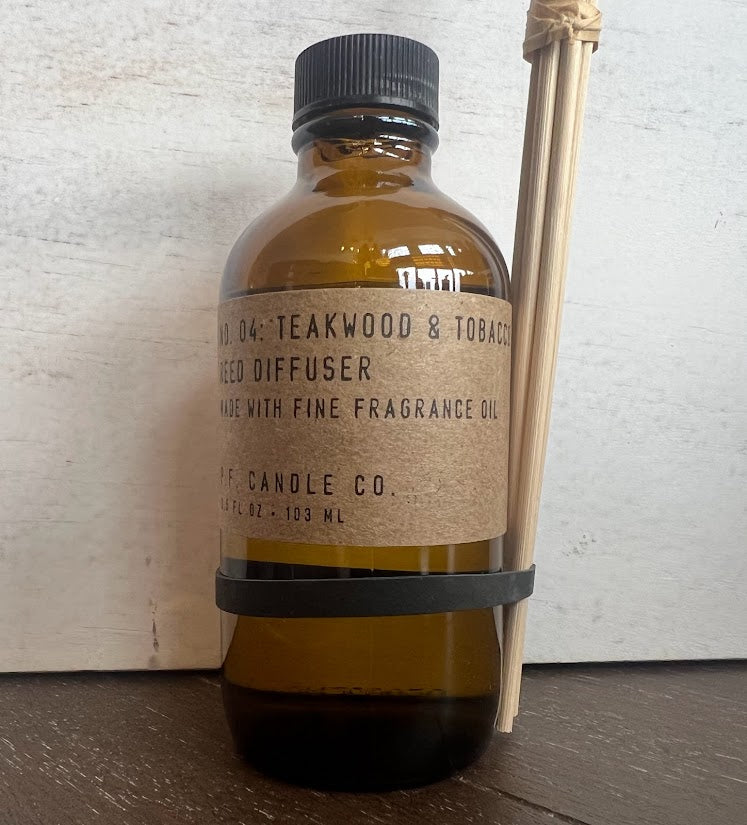 NO. 04: TEAKWOOD & TOBACCO
REED DIFFUSER
MADE WITH FINE FRAGRANCE OIL
P.F. CANDLE CO.
FL OZ • 103 ML